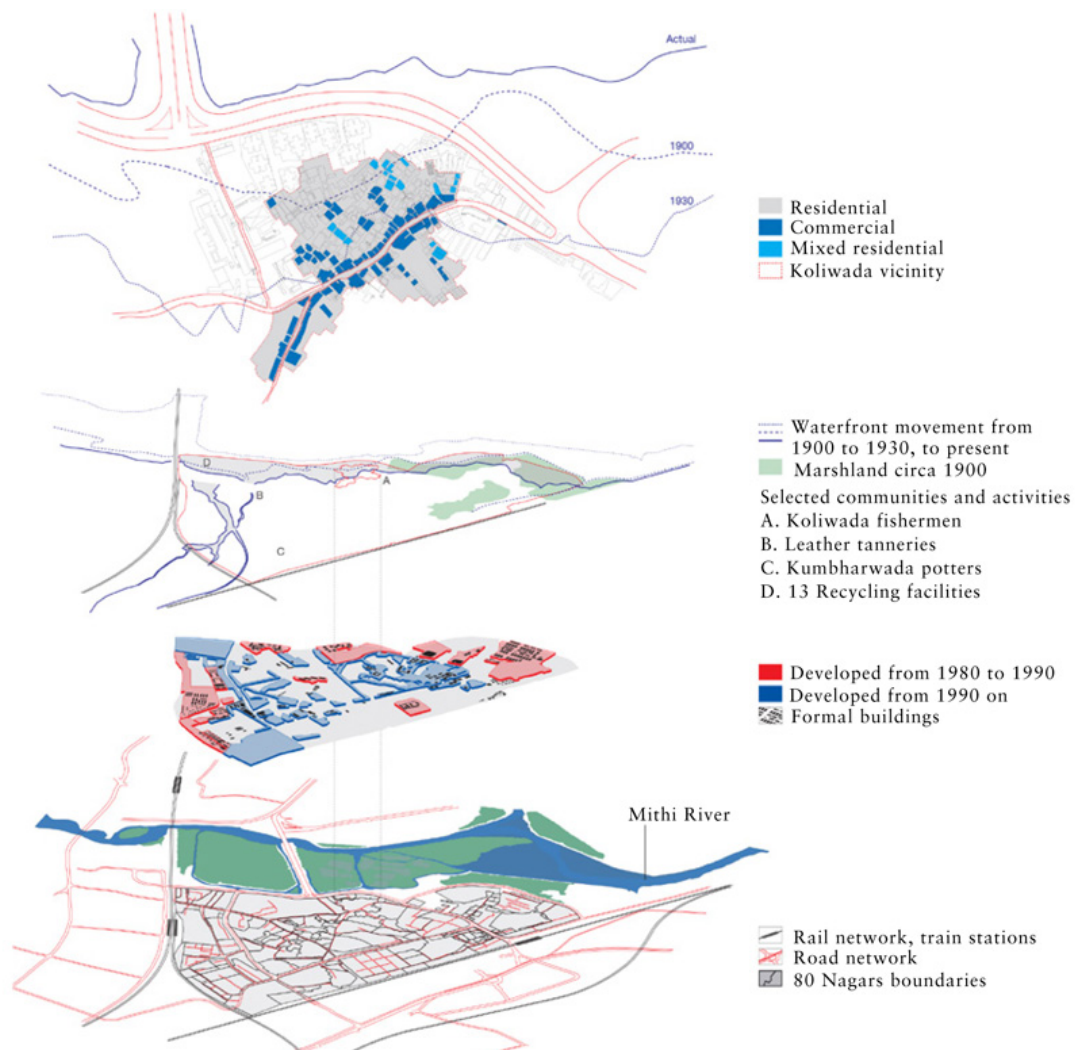 Actual
1900
1930
Residential
Commercial
Mixed residential
Koliwada vicinity
D
B
A
C
Waterfront movement from
1900 to 1930, to present
Marshland circa 1900
Selected communities and activities
A. Koliwada fishermen
B. Leather tanneries
C. Kumbharwada potters
D. 13 Recycling facilities
Developed from 1980 to 1990
Developed from 1990 on
Formal buildings
Mithi River
Rail network, train stations
Road network
80 Nagars boundaries